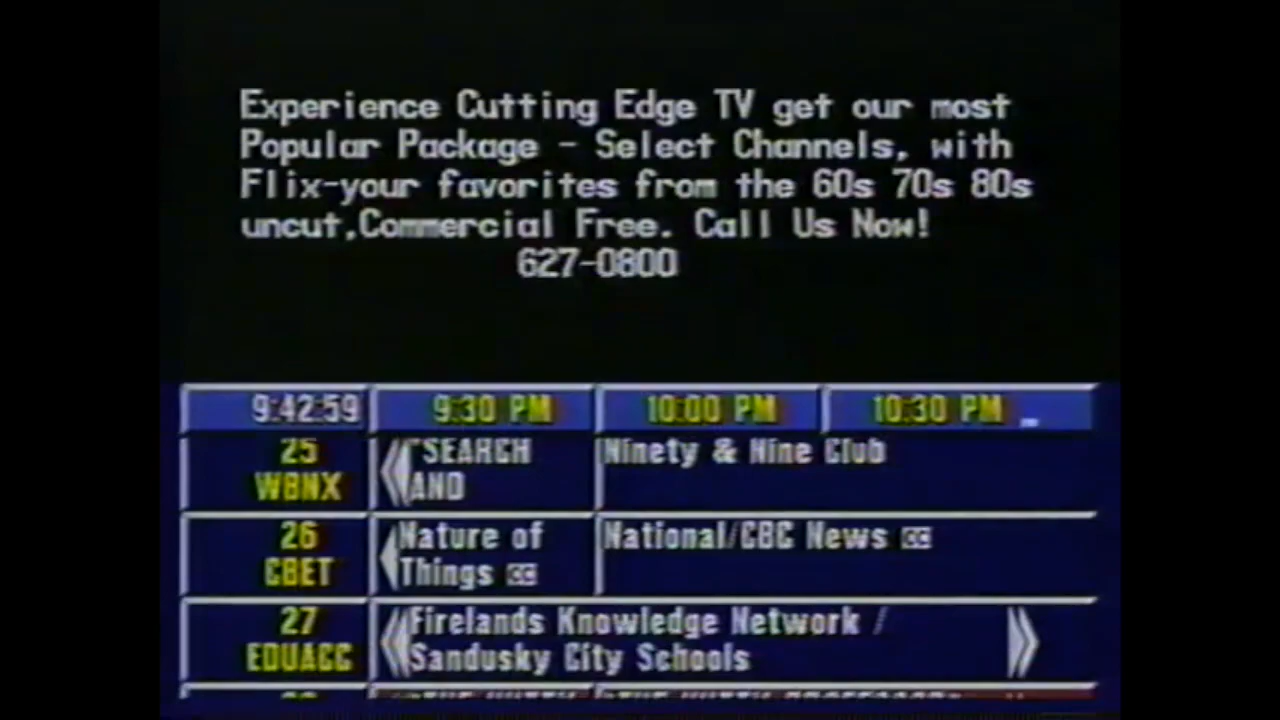 Experience Cutting Edge TV get our most
Popular Package - Select Channels, with
Flix-your favorites from the 60s 70s 80s
uncut,Commercial Free. Call Us Now!
627-0800
9:42:59 9:30 PM 10:00 PM 10:30 PM
25 "SEARCH Ninety & Nine Club
WBNX AND
26 Nature of National/CBC News CC
CBET Things CC
27 Firelands Knowledge Network /
EDUACC Sandusky City Schools